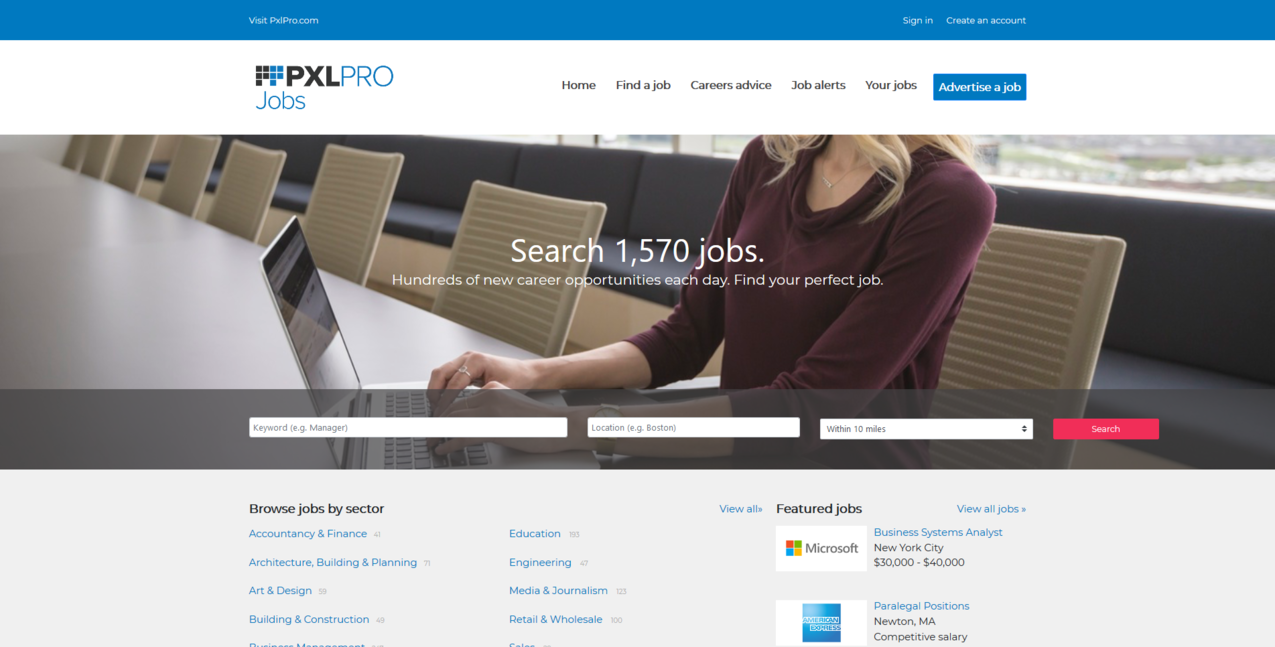 Visit PxlPro.com
Sign in Create an account
PXLPRO
Jobs
Home Find a job Careers advice Job alerts Your jobs Advertise a job
Search 1,570 jobs.
Hundreds of new career opportunities each day. Find your perfect job.
Keyword (e.g. Manager) Location (e.g. Boston) Within 10 miles Search
Browse jobs by sector View all»
Accountancy & Finance 41
Education 193
Architecture, Building & Planning 71
Engineering 47
Art & Design 59
Media & Journalism 123
Building & Construction 49
Retail & Wholesale 100
Business Management
Sales
Featured jobs View all jobs »
Microsoft
Business Systems Analyst
New York City
$30,000 - $40,000
AMERICAN
EXPRESS
Paralegal Positions
Newton, MA
Competitive salary